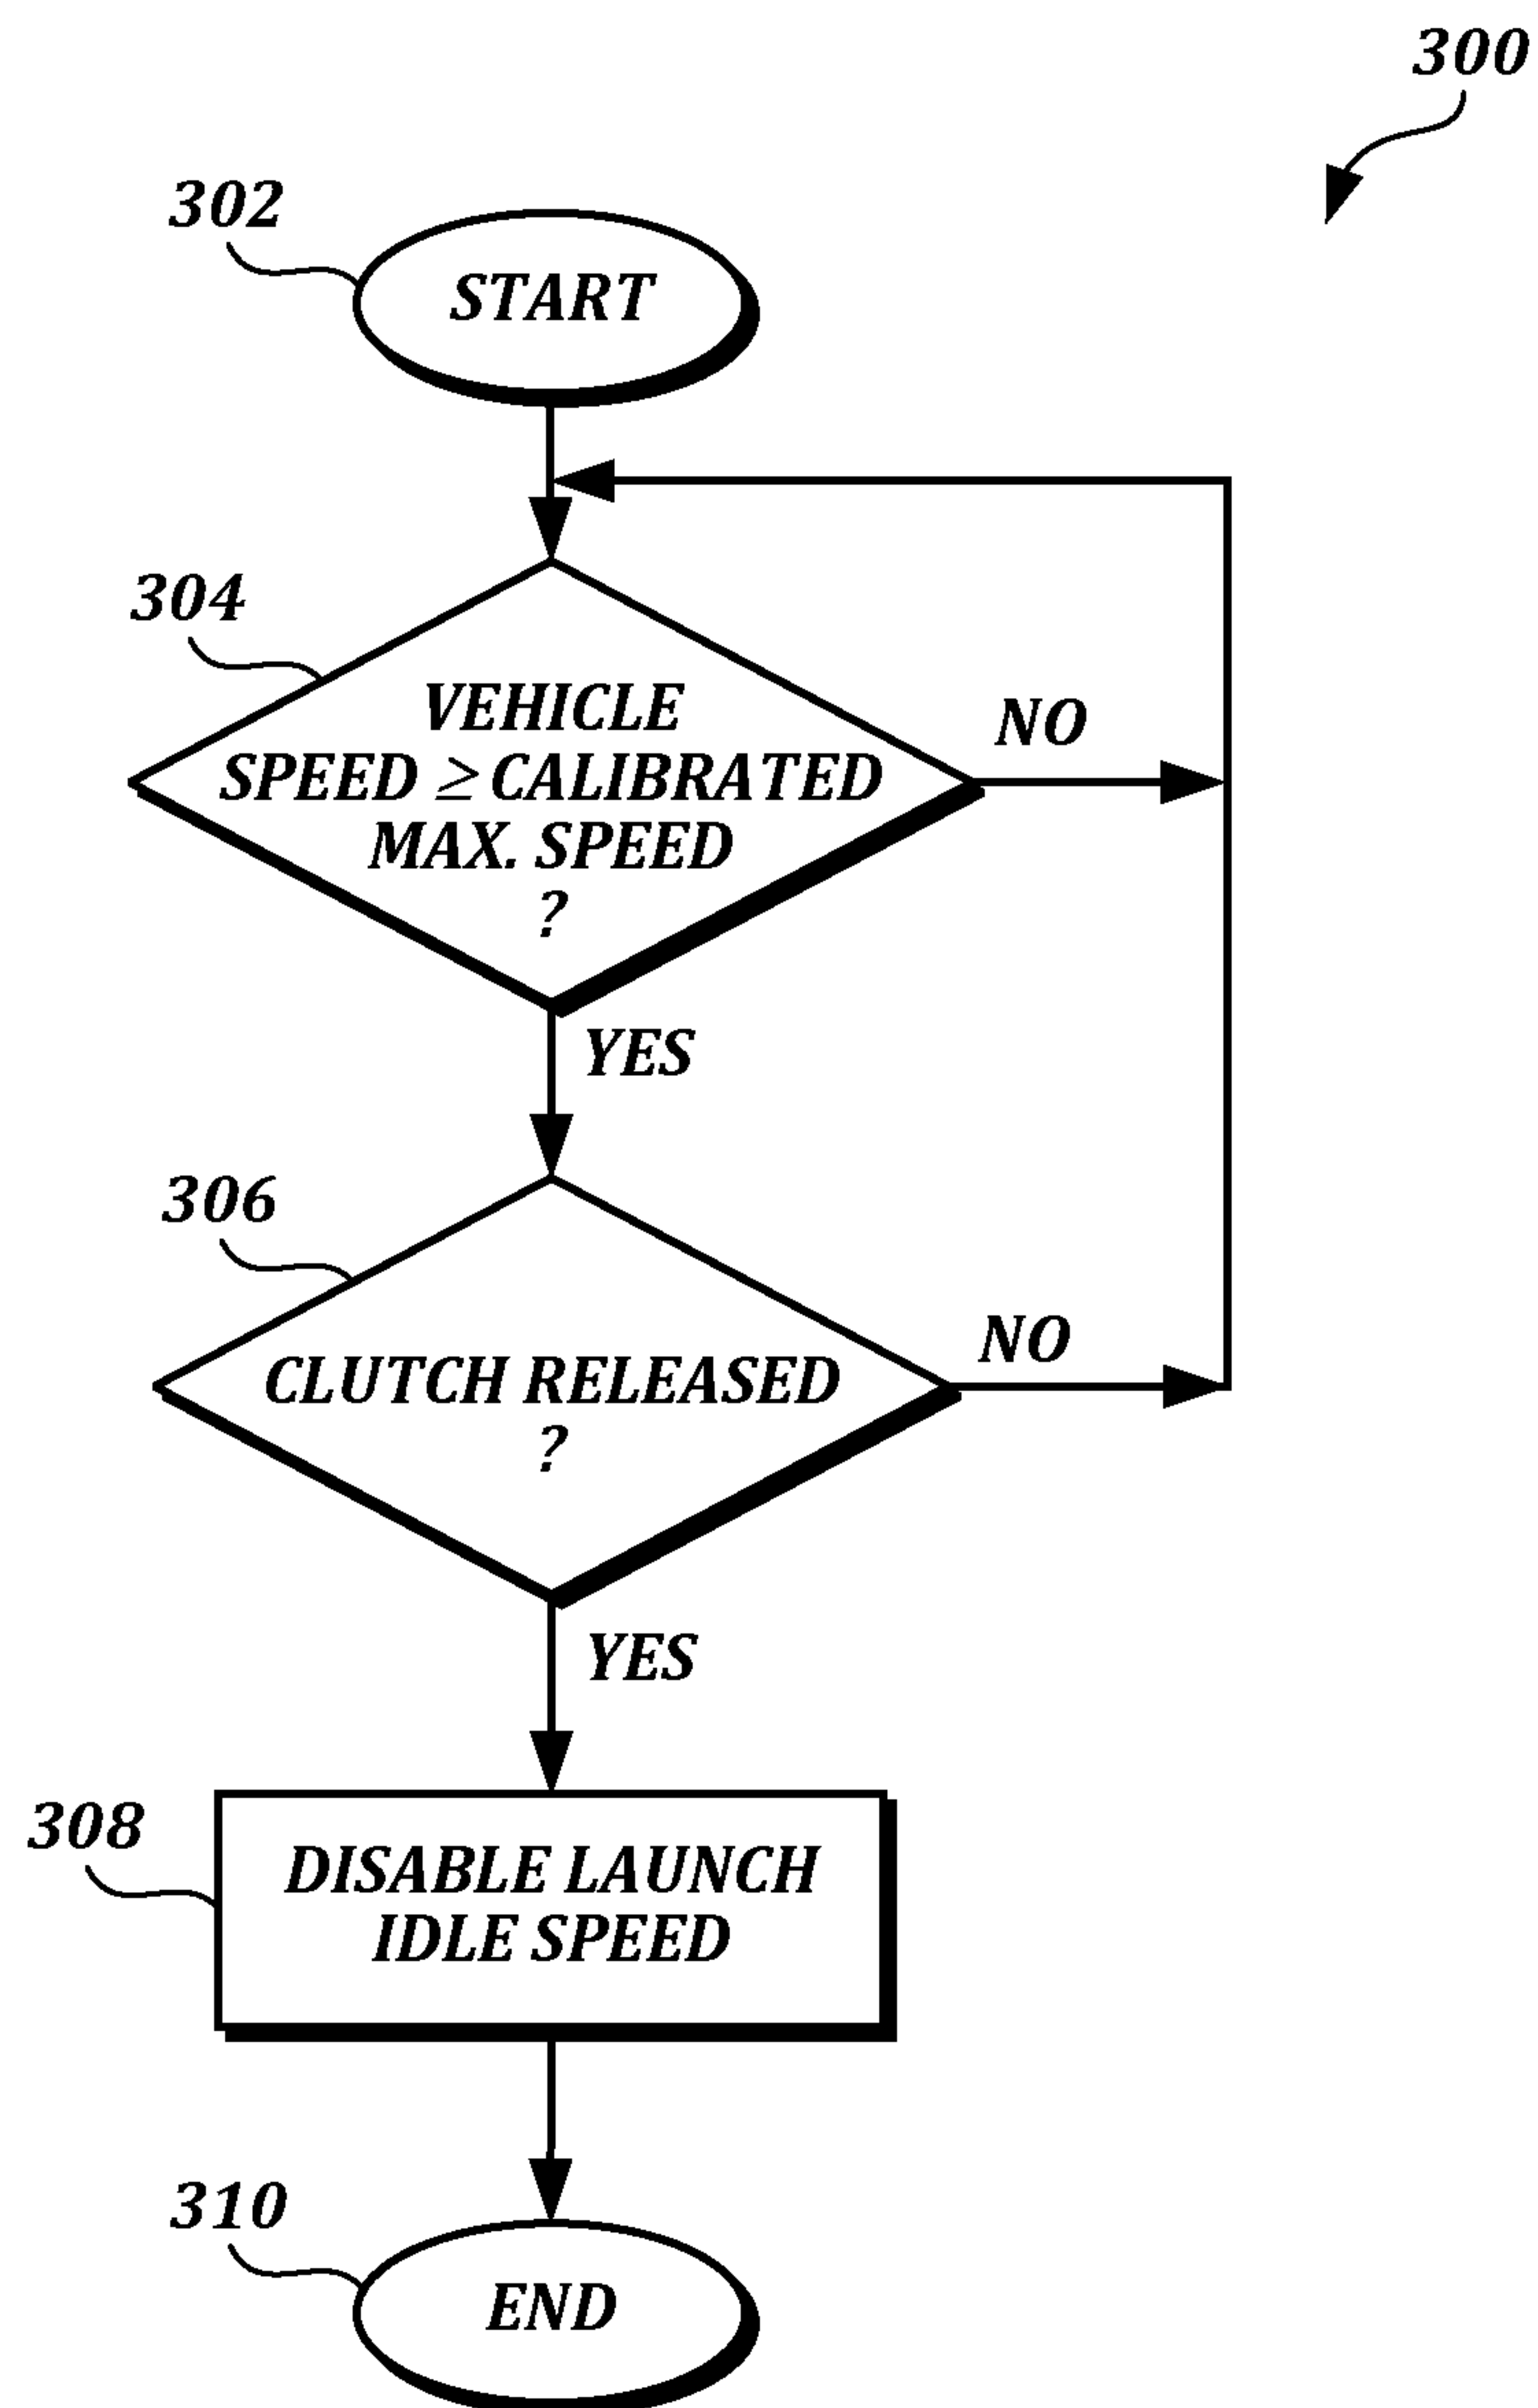 300
302
START
304
VEHICLE
SPEED ≥ CALIBRATED
MAX. SPEED
?
NO
YES
306
CLUTCH RELEASED
?
NO
YES
308
DISABLE LAUNCH
IDLE SPEED
310
END